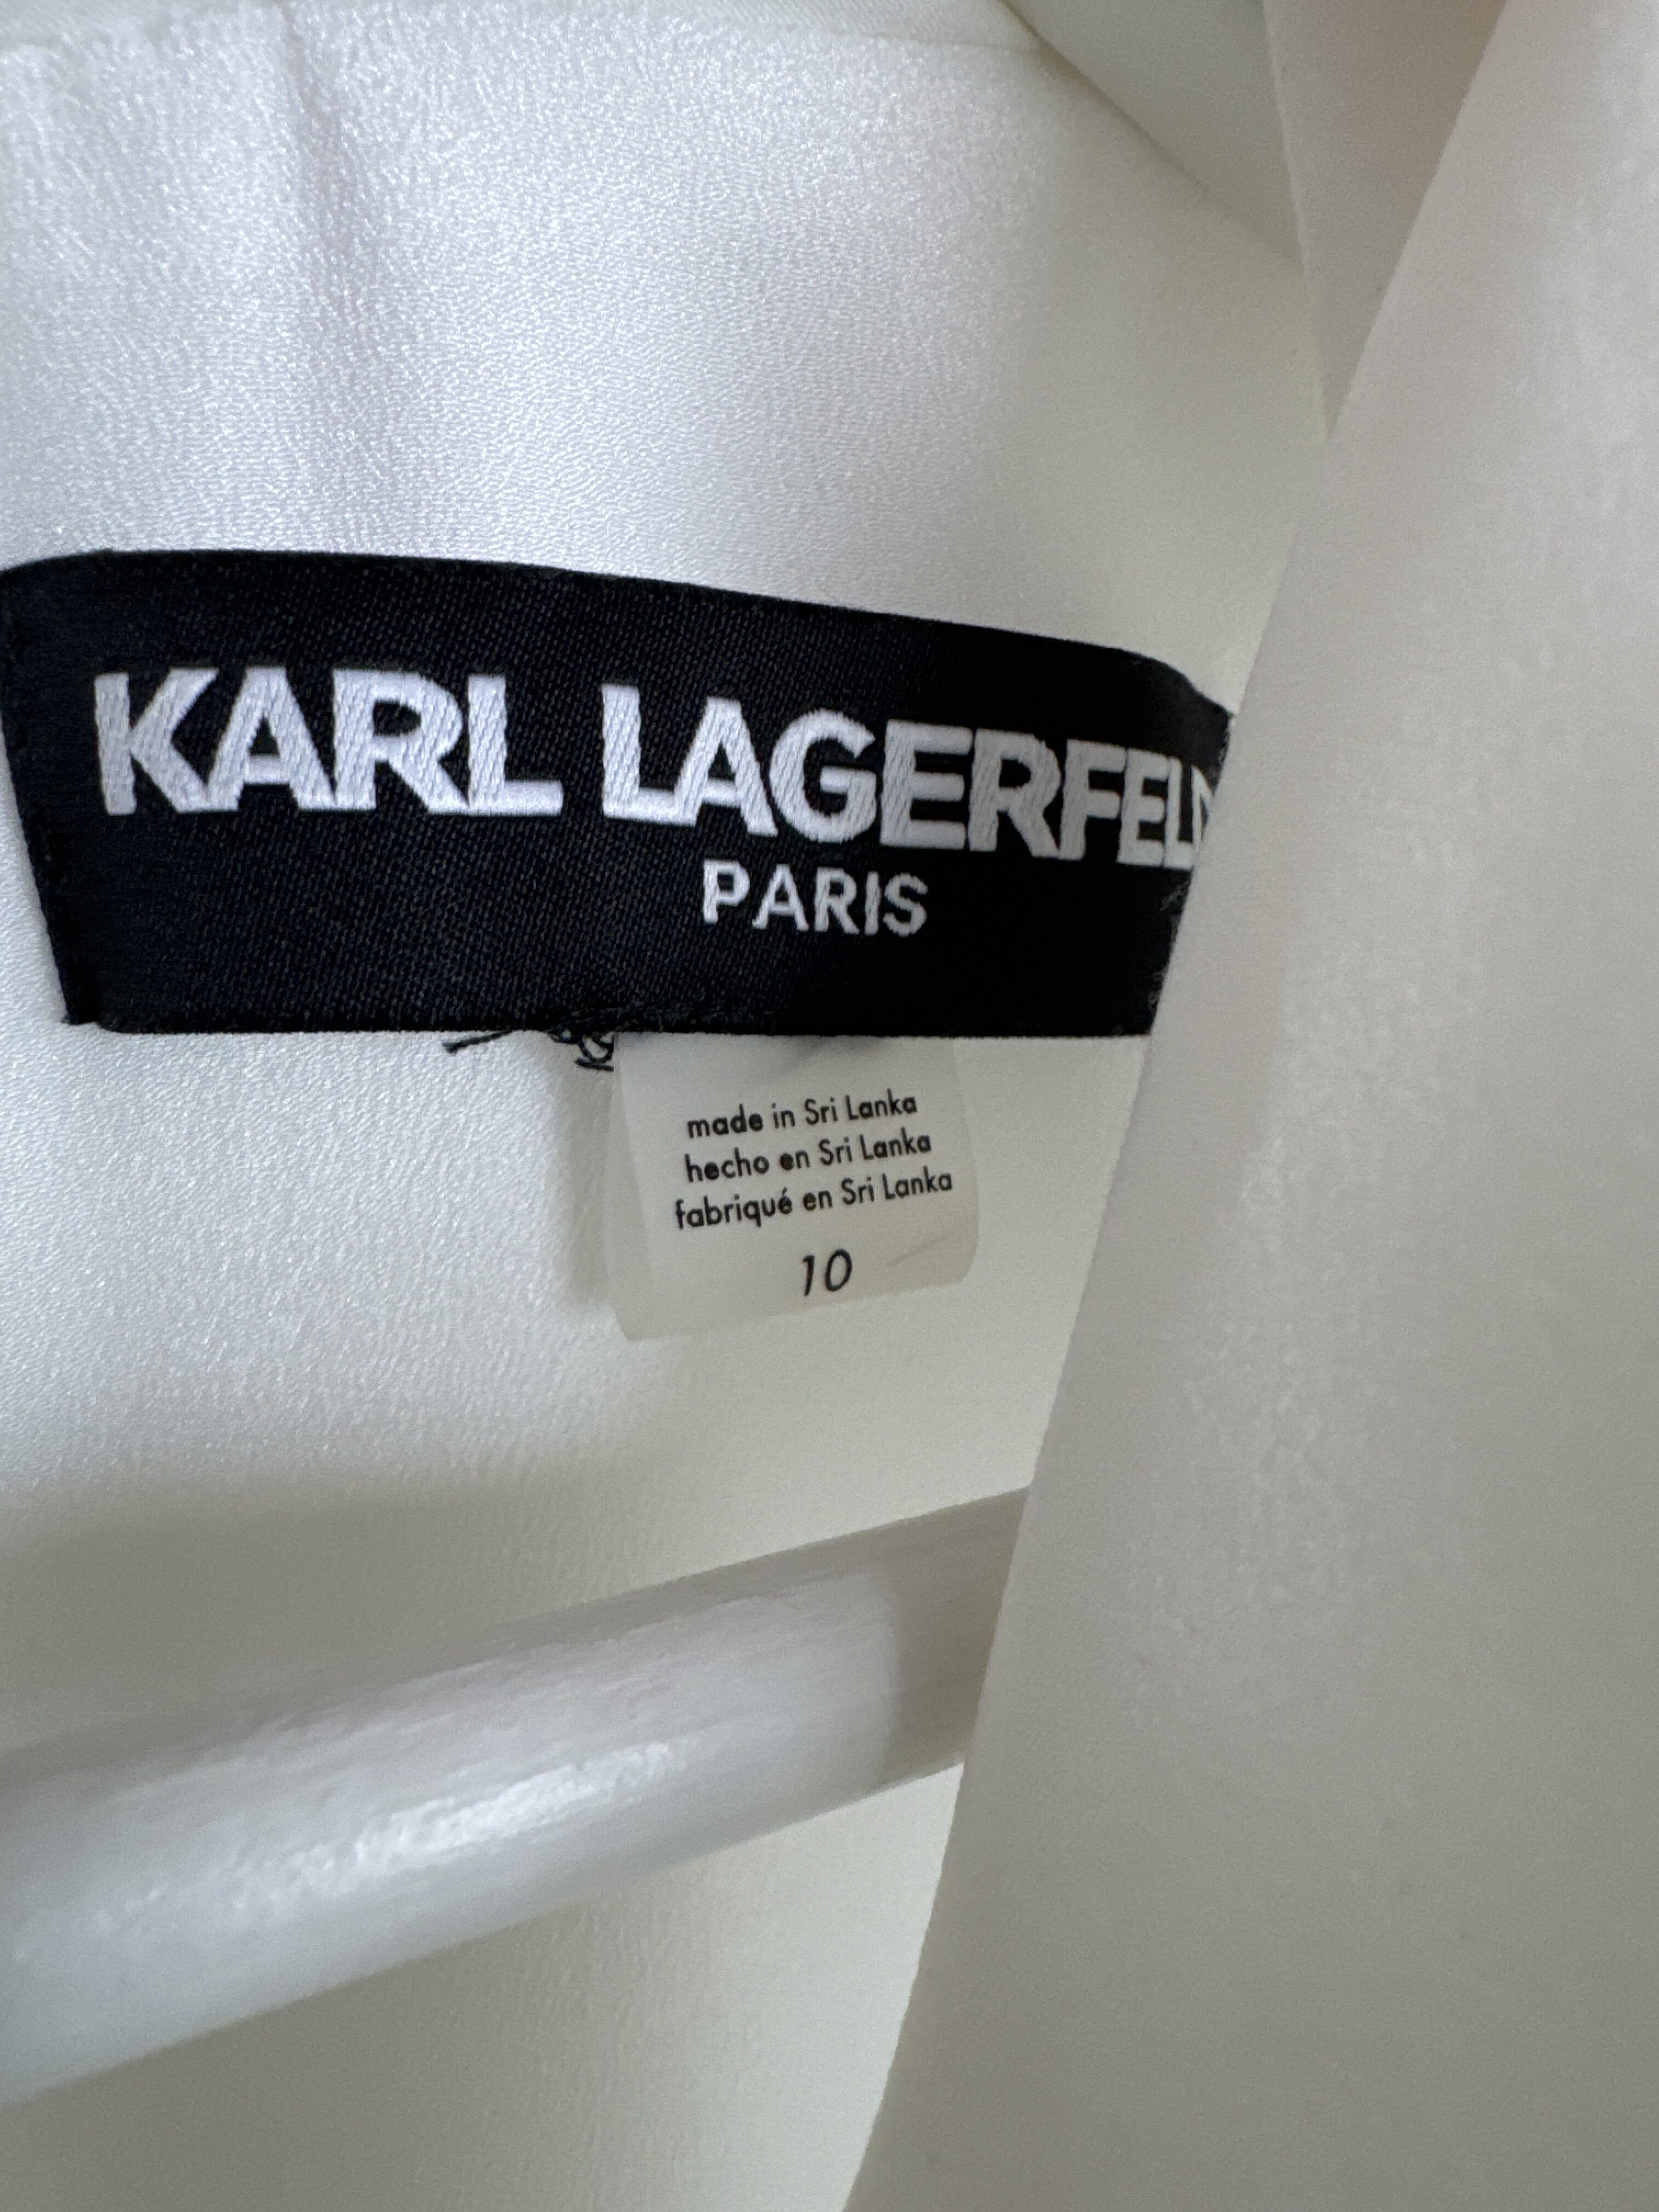 KARL LAGERFELD
PARIS
made in Sri Lanka
hecho en Sri Lanka
fabriqué en Sri Lanka
10